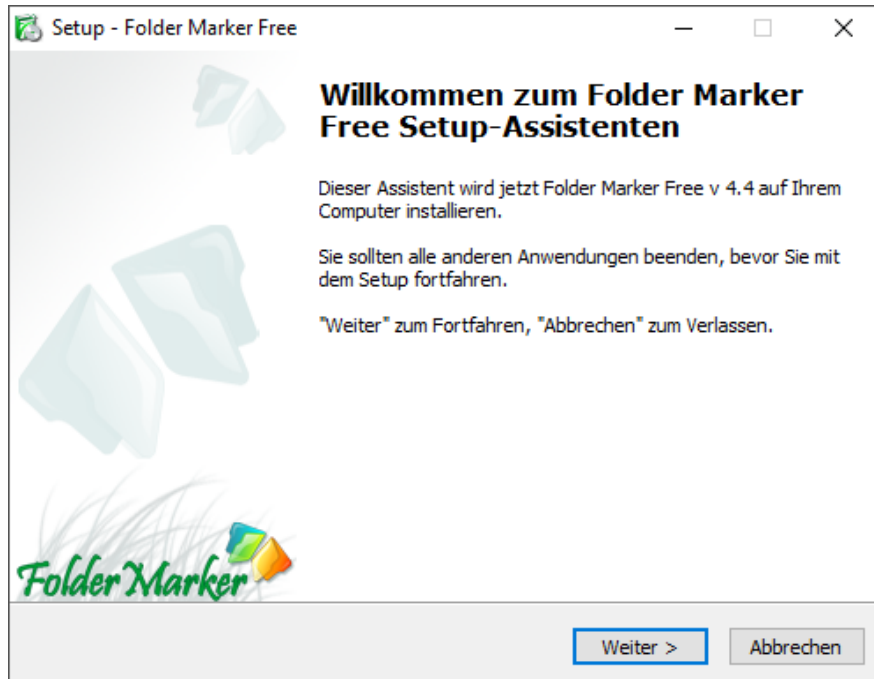 Setup - Folder Marker Free
Willkommen zum Folder Marker
Free Setup-Assistenten
Dieser Assistent wird jetzt Folder Marker Free v 4.4 auf Ihrem
Computer installieren.
Sie sollten alle anderen Anwendungen beenden, bevor Sie mit
dem Setup fortfahren.
"Weiter" zum Fortfahren, "Abbrechen" zum Verlassen.
Folder Marker
Weiter >
Abbrechen